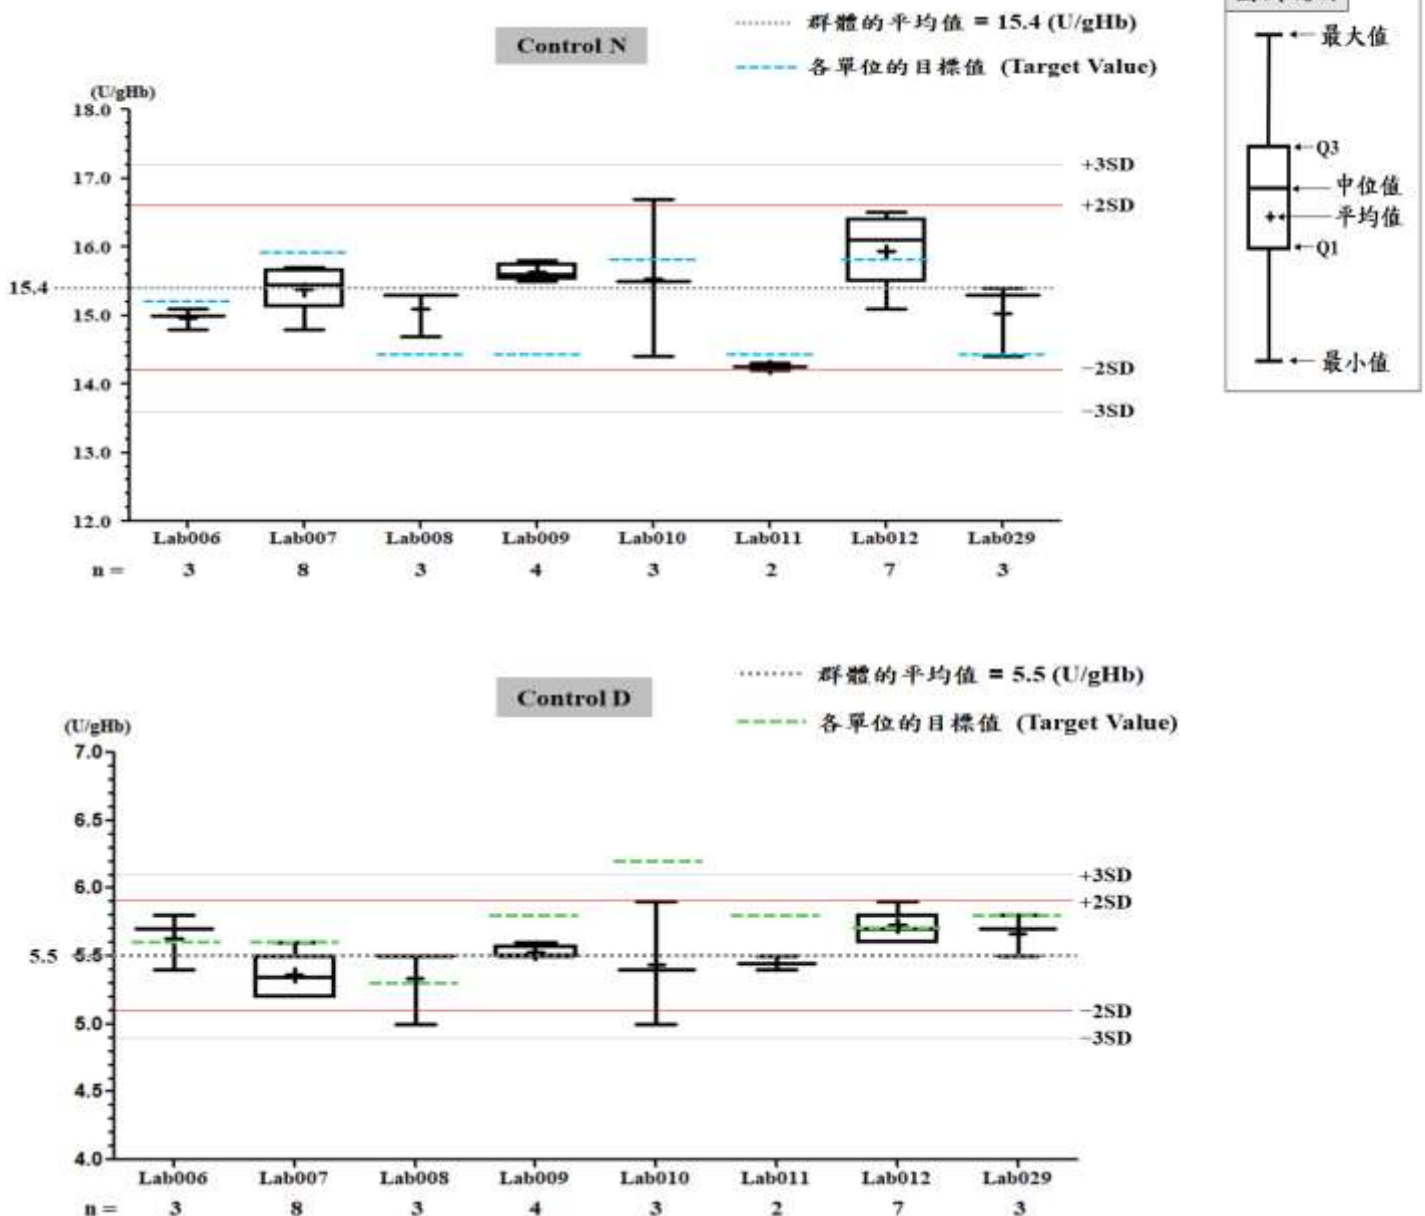 Control N
群體的平均值 = 15.4 (U/gHb)
各單位的目標值 (Target Value)
(U/gHb)
18.0
17.0
16.0
15.4
15.0
14.0
13.0
12.0
+3SD
+2SD
−2SD
−3SD
Lab006 Lab007 Lab008 Lab009 Lab010 Lab011 Lab012 Lab029
n = 3 8 3 4 3 2 7 3
最大值
Q3
中位值
平均值
Q1
最小值
Control D
群體的平均值 = 5.5 (U/gHb)
各單位的目標值 (Target Value)
(U/gHb)
7.0
6.5
6.0
5.5
5.5
5.0
4.5
4.0
+3SD
+2SD
−2SD
−3SD
Lab006 Lab007 Lab008 Lab009 Lab010 Lab011 Lab012 Lab029
n = 3 8 3 4 3 2 7 3